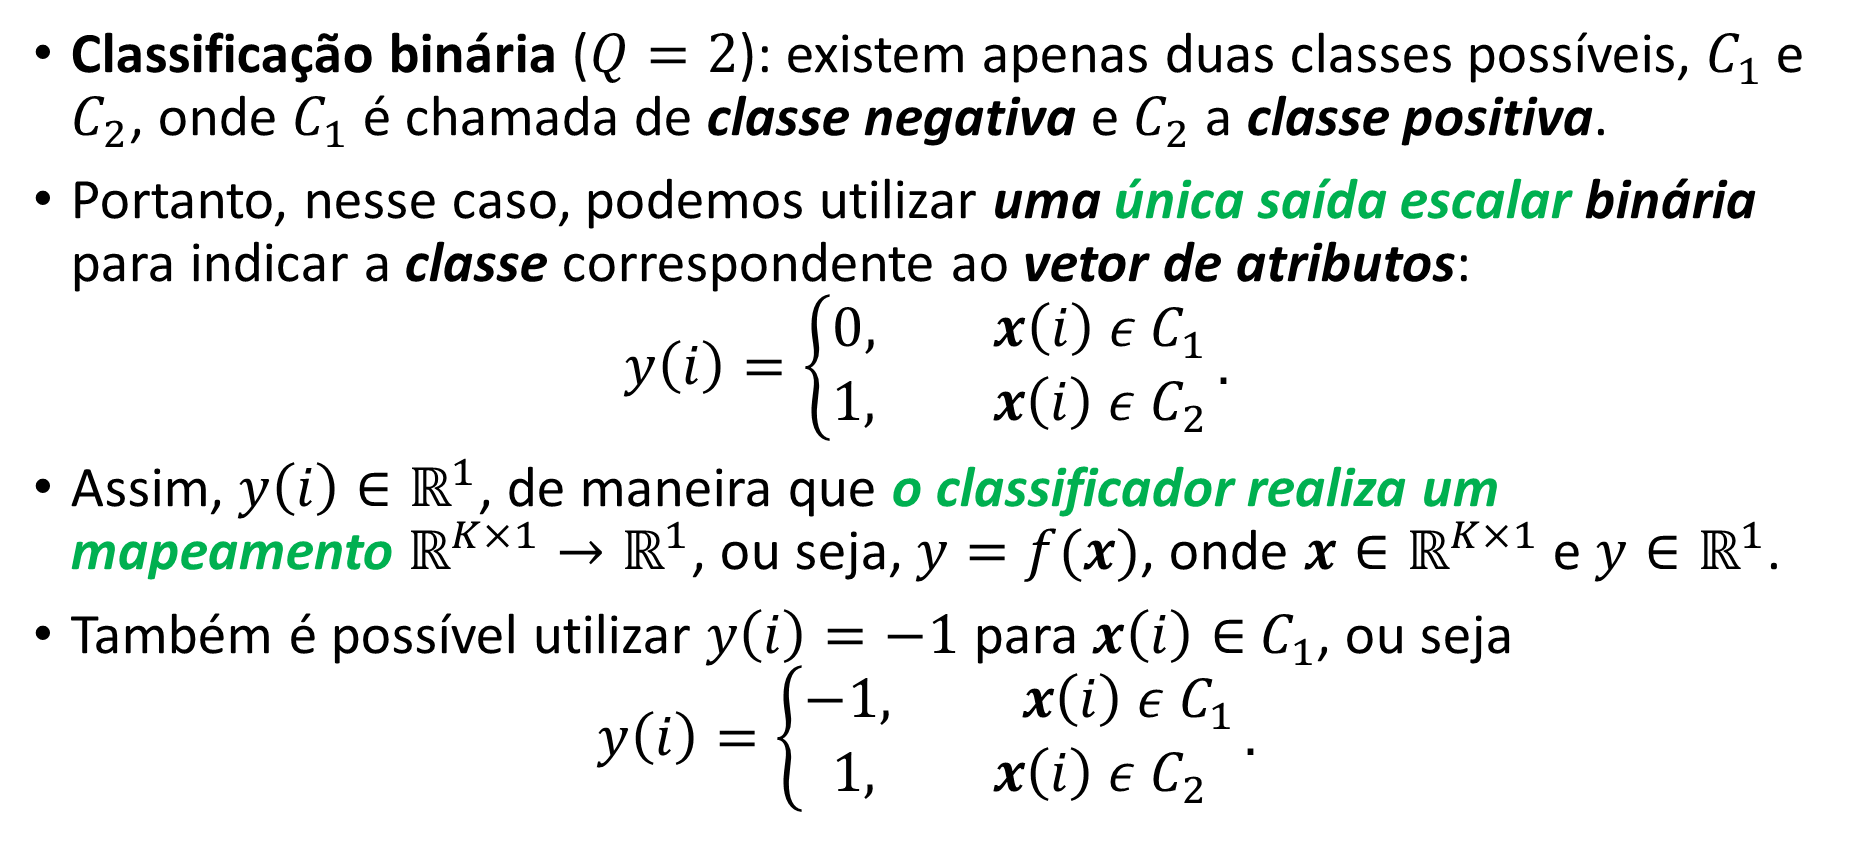 • Classificação binária (𝑄 = 2): existem apenas duas classes possíveis, 𝐶₁ e
𝐶₂, onde 𝐶₁ é chamada de classe negativa e 𝐶₂ a classe positiva.
• Portanto, nesse caso, podemos utilizar uma única saída escalar binária
para indicar a classe correspondente ao vetor de atributos:
y(i) = { 0, x(i) ϵ C₁
1, x(i) ϵ C₂ .
• Assim, y(i) ∈ ℝ¹, de maneira que o classificador realiza um
mapeamento ℝ^{K×1} → ℝ¹, ou seja, y = f(x), onde x ∈ ℝ^{K×1} e y ∈ ℝ¹.
• Também é possível utilizar y(i) = −1 para x(i) ∈ C₁, ou seja
y(i) = { −1, x(i) ϵ C₁
1, x(i) ϵ C₂ .